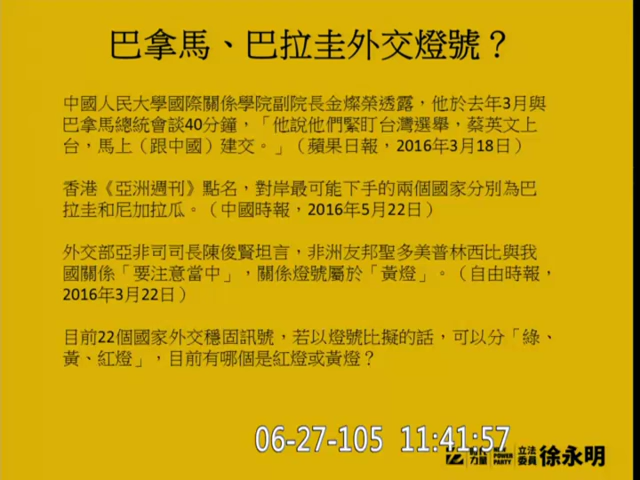 巴拿馬、巴拉圭外交燈號？
中國人民大學國際關係學院副院長金燦榮透露，他於去年3月與
巴拿馬總統會談40分鐘，「他說他們緊盯台灣選舉，蔡英文上
台，馬上（跟中國）建交。」（蘋果日報，2016年3月18日）
香港《亞洲週刊》點名，對岸最可能下手的兩個國家分別為巴
拉圭和尼加拉瓜。（中國時報，2016年5月22日）
外交部亞非司司長陳俊賢坦言，非洲友邦聖多美普林西比與我
國關係「要注意當中」，關係燈號屬於「黃燈」。（自由時報，
2016年3月22日）
目前22個國家外交穩固訊號，若以燈號比擬的話，可以分「綠、
黃、紅燈」，目前有哪個是紅燈或黃燈？
06-27-105 11:41:57
力量 POWER PARTY 立法委員 徐永明